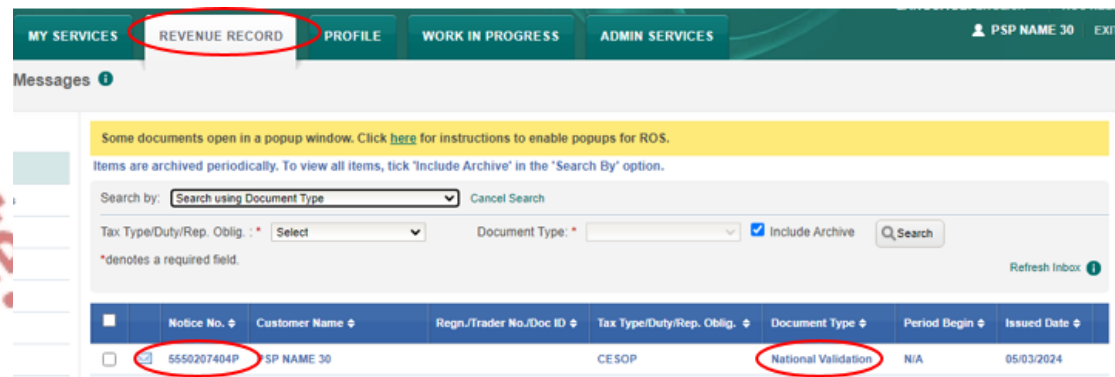 MY SERVICES REVENUE RECORD PROFILE WORK IN PROGRESS ADMIN SERVICES PSP NAME 30 EXI
Messages
Some documents open in a popup window. Click here for instructions to enable popups for ROS.
Items are archived periodically. To view all items, tick 'Include Archive' in the 'Search By' option.
Search by: Search using Document Type Cancel Search
Tax Type/Duty/Rep. Oblig. : * Select Document Type: * Include Archive Search
*denotes a required field.
Refresh Inbox
Notice No. Customer Name Regn./Trader No./Doc ID Tax Type/Duty/Rep. Oblig. Document Type Period Begin Issued Date
5550207404P PSP NAME 30 CESOP National Validation N/A 05/03/2024